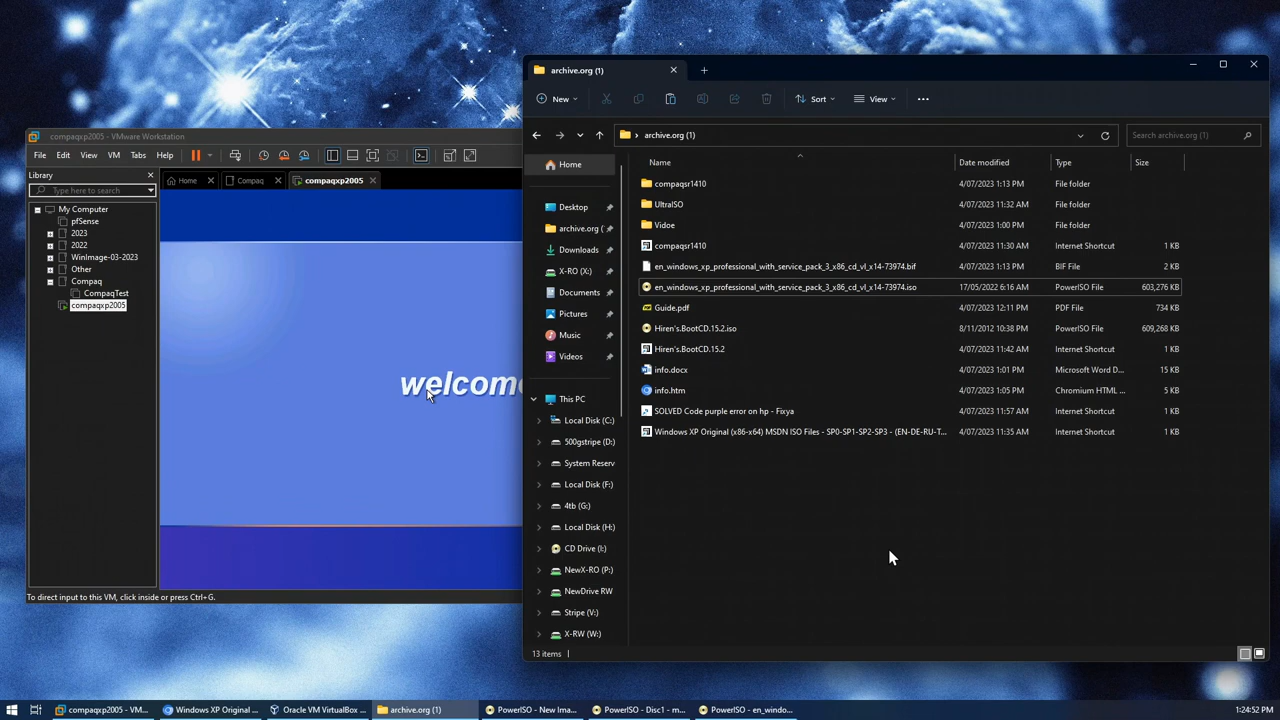 compaqxp2005 - VMware Workstation
File Edit View VM Tabs Help
Library
Type here to search
My Computer
pfSense
2023
2022
WinImage-03-2023
Other
Compaq
CompaqTest
compaqxp2005
Home Compaq compaqxp2005
welcome
To direct input to this VM, click inside or press Ctrl+G.
archive.org (1)
New Sort View
archive.org (1) Search archive.org (1)
Home
Desktop
archive.org (
Downloads
X-RO (X:)
Documents
Pictures
Music
Videos
This PC
Local Disk (C:)
500gstripe (D:)
System Reserv
Local Disk (F:)
4tb (G:)
Local Disk (H:)
CD Drive (I:)
NewX-RO (P:)
NewDrive RW
Stripe (V:)
X-RW (W:)
Name Date modified Type Size
compaqsr1410 4/07/2023 1:13 PM File folder
UltraISO 4/07/2023 11:32 AM File folder
Vidoe 4/07/2023 1:00 PM File folder
compaqsr1410 4/07/2023 11:30 AM Internet Shortcut 1 KB
en_windows_xp_professional_with_service_pack_3_x86_cd_vl_x14-73974.bif 4/07/2023 1:13 PM BIF File 2 KB
en_windows_xp_professional_with_service_pack_3_x86_cd_vl_x14-73974.iso 17/05/2022 6:16 AM PowerISO File 603,276 KB
Guide.pdf 4/07/2023 12:11 PM PDF File 734 KB
Hiren's.BootCD.15.2.iso 8/11/2012 10:38 PM PowerISO File 609,268 KB
Hiren's.BootCD.15.2 4/07/2023 11:42 AM Internet Shortcut 1 KB
info.docx 4/07/2023 1:01 PM Microsoft Word D... 15 KB
info.htm 4/07/2023 1:05 PM Chromium HTML ... 5 KB
SOLVED Code purple error on hp - Fixya 4/07/2023 11:57 AM Internet Shortcut 1 KB
Windows XP Original (x86-x64) MSDN ISO Files - SP0-SP1-SP2-SP3 - (EN-DE-RU-T... 4/07/2023 11:35 AM Internet Shortcut 1 KB
13 items
compaqxp2005 - VM... Windows XP Original ... Oracle VM VirtualBox ... archive.org (1) PowerISO - New Ima... PowerISO - Disc1 - m... PowerISO - en_windo... 1:24:52 PM